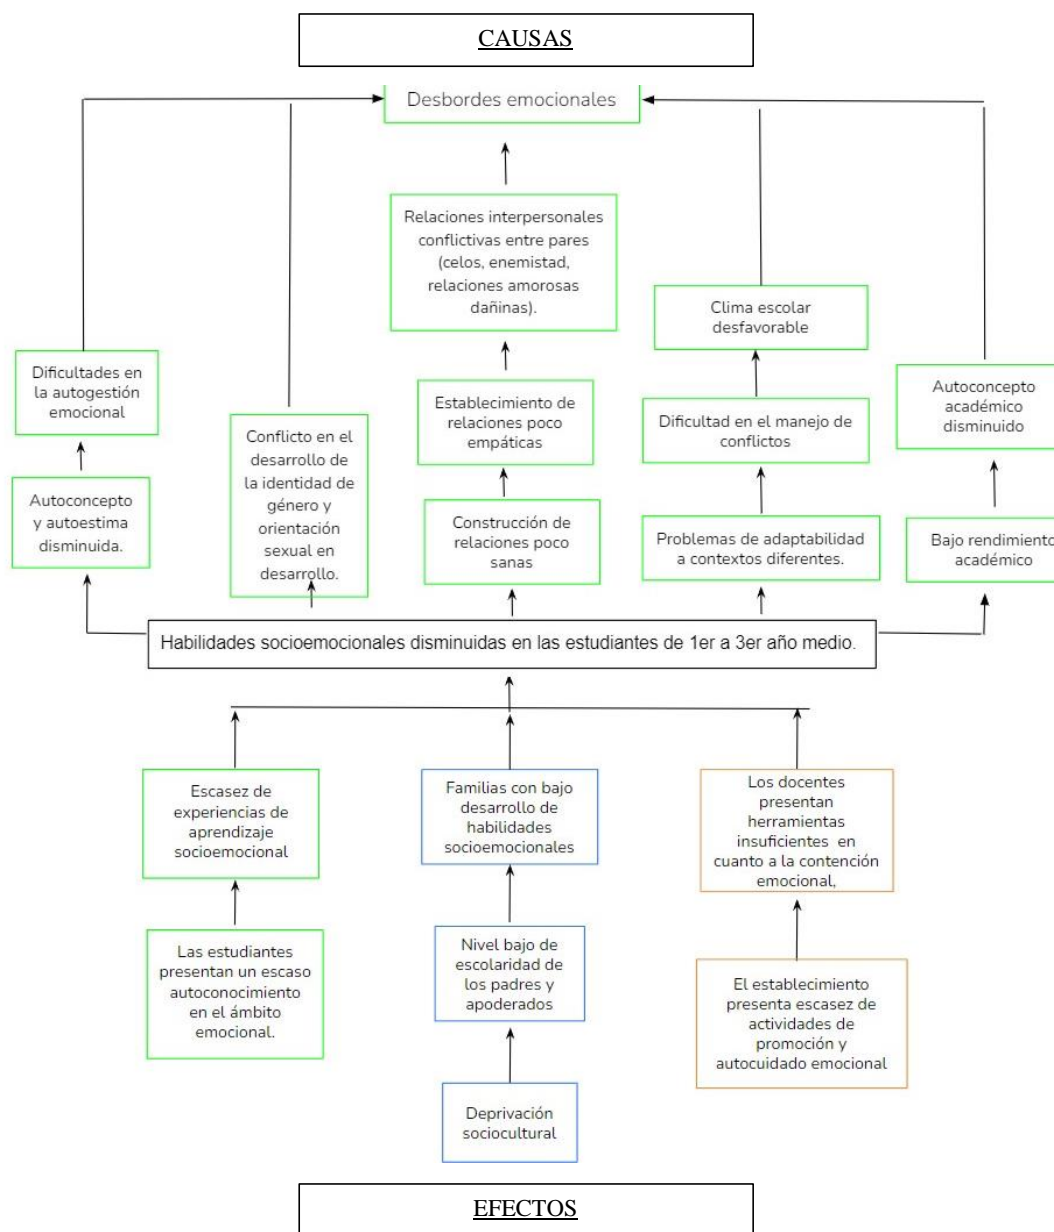 CAUSAS
Desbordes emocionales
Relaciones interpersonales
conflictivas entre pares
(celos, enemistad,
relaciones amorosas
dañinas).
Clima escolar
desfavorable
Dificultades en
la autogestión
emocional
Autoconcepto
académico
disminuido
Establecimiento de
relaciones poco
empáticas
Dificultad en el manejo de
conflictos
Conflicto en el
desarrollo de
la identidad de
género y
orientación
sexual en
desarrollo.
Autoconcepto
y autoestima
disminuida.
Construcción de
relaciones poco
sanas
Problemas de adaptabilidad
a contextos diferentes.
Bajo rendimiento
académico
Habilidades socioemocionales disminuidas en las estudiantes de 1er a 3er año medio.
Escasez de
experiencias de
aprendizaje
socioemocional
Familias con bajo
desarrollo de
habilidades
socioemocionales
Los docentes
presentan
herramientas
insuficientes en
cuanto a la contención
emocional,
Las estudiantes
presentan un escaso
autoconocimiento
en el ámbito
emocional.
Nivel bajo de
escolaridad de
los padres y
apoderados
El establecimiento
presenta escasez de
actividades de
promoción y
autocuidado emocional
Deprivación
sociocultural
EFECTOS